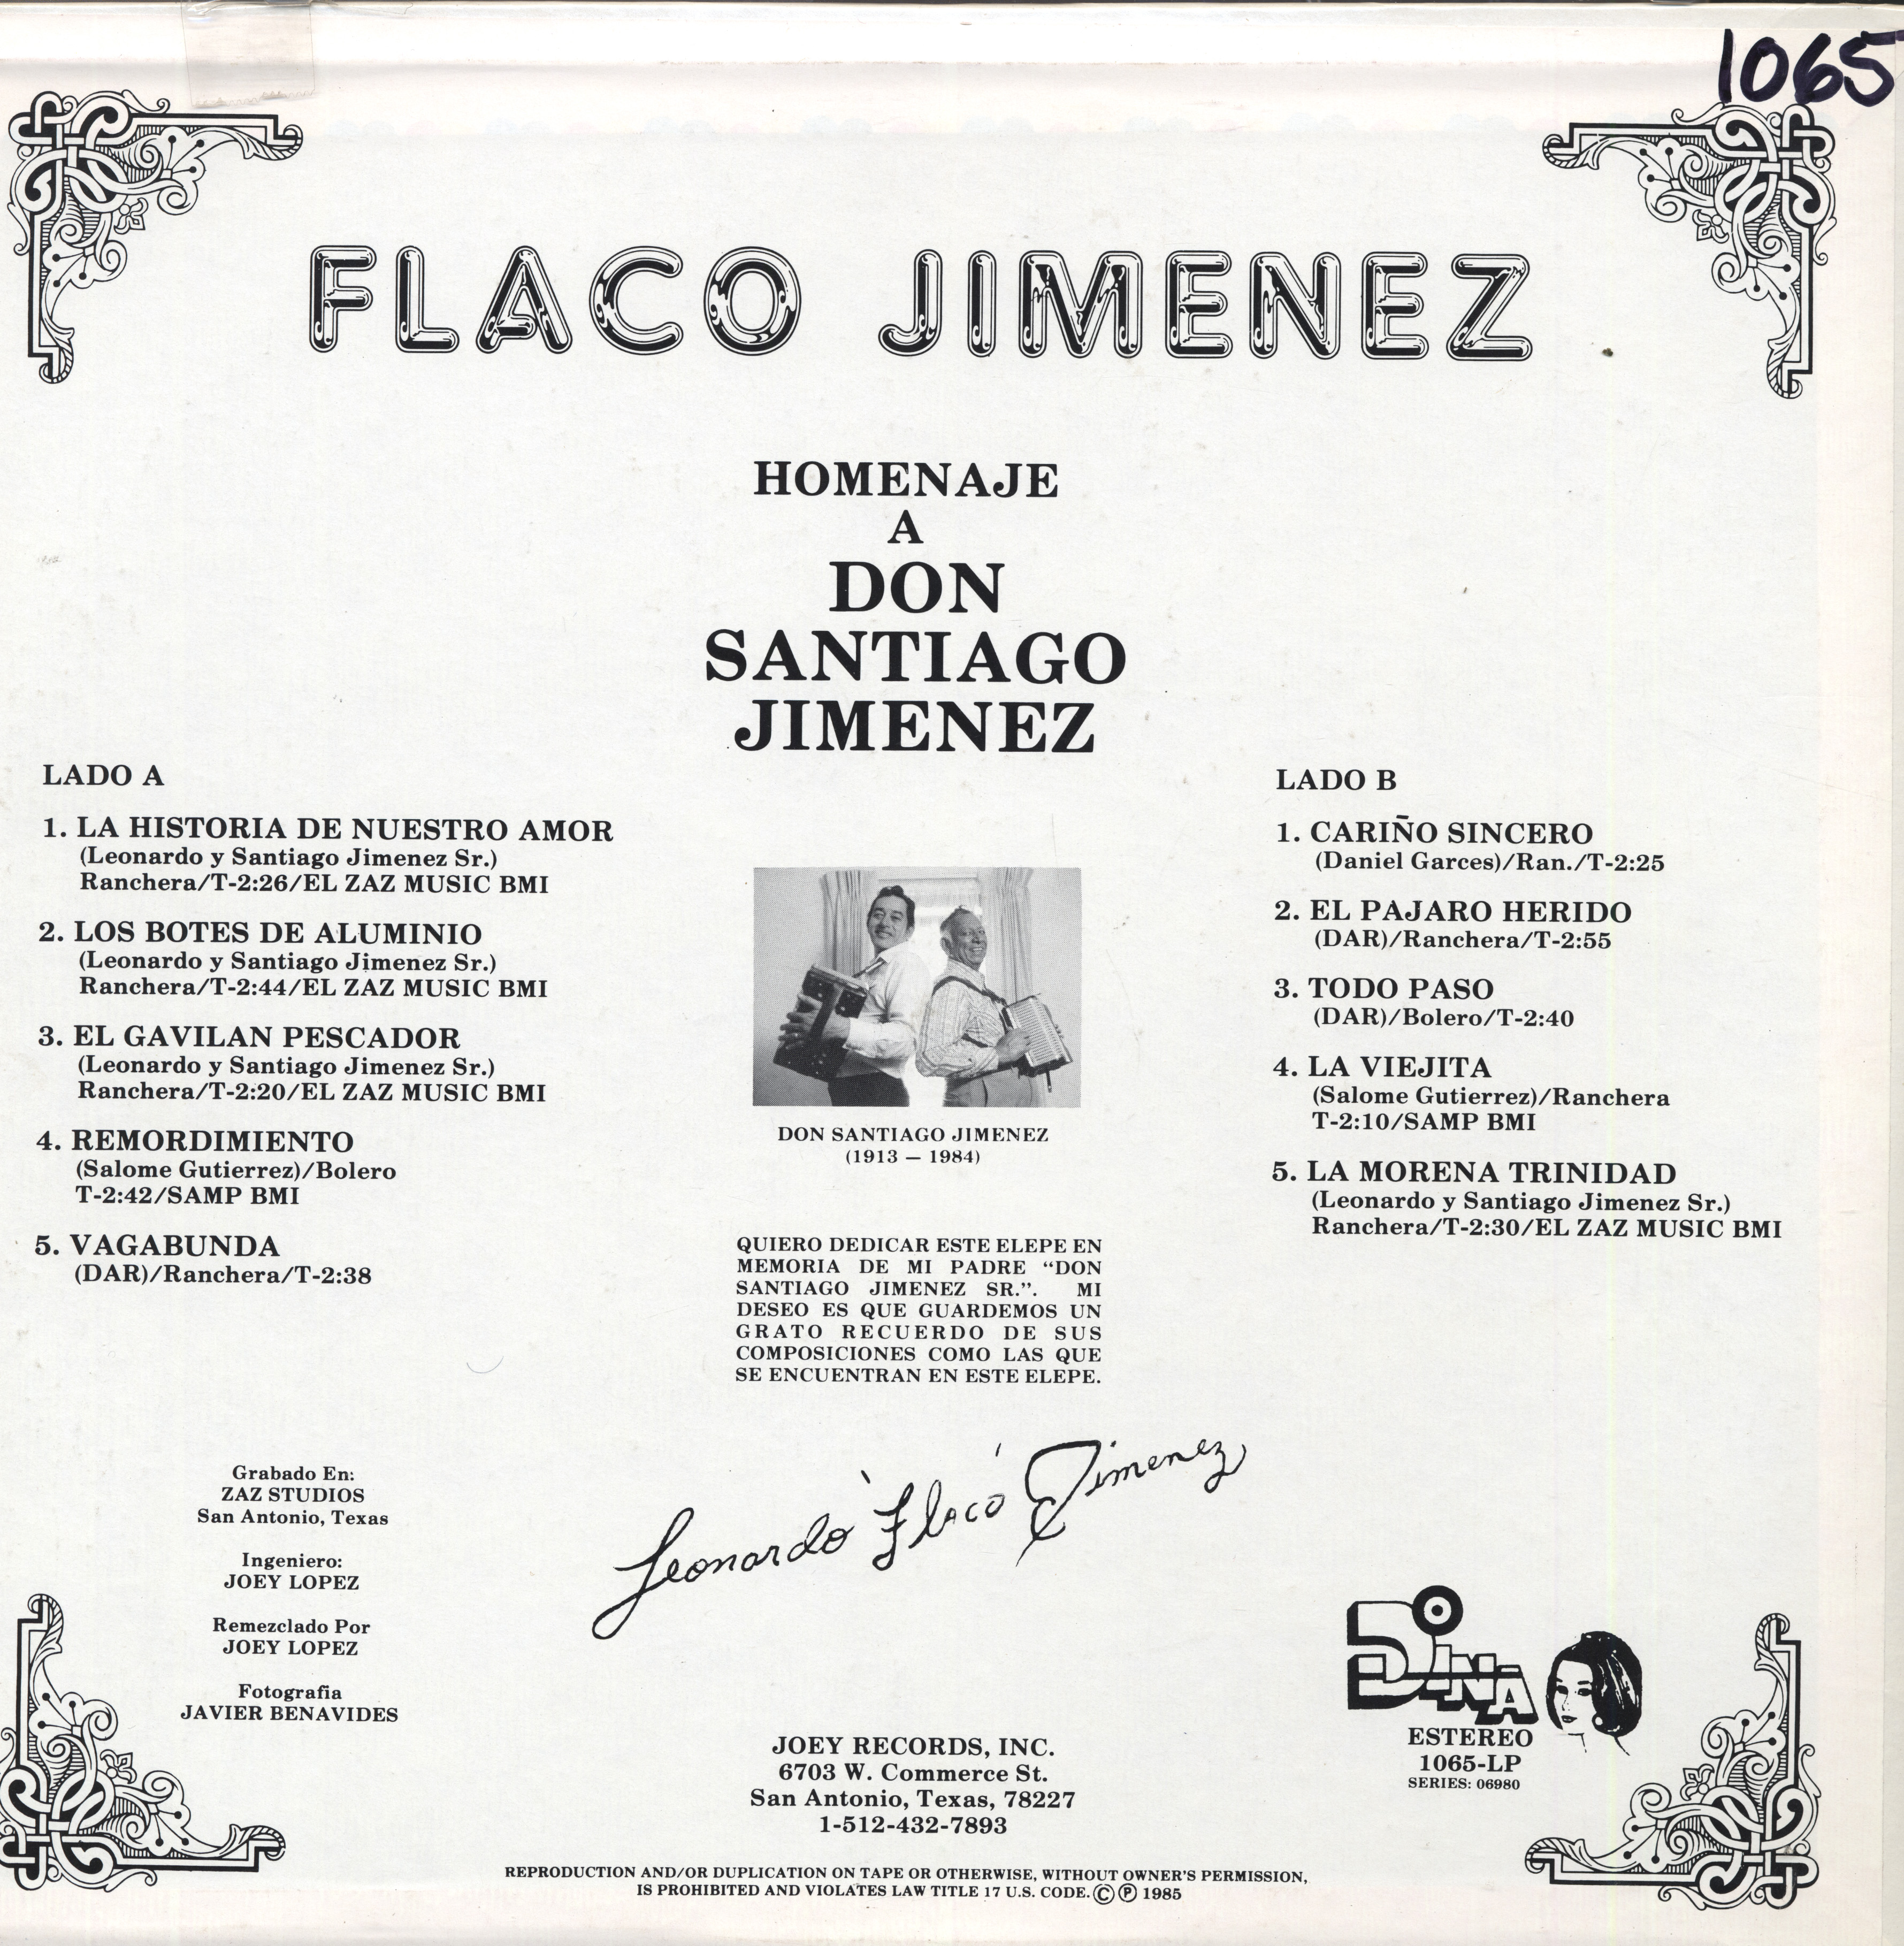 1065
FLACO JIMENEZ
HOMENAJE
A
DON
SANTIAGO
JIMENEZ
LADO A
1. LA HISTORIA DE NUESTRO AMOR
(Leonardo y Santiago Jimenez Sr.)
Ranchera/T-2:26/EL ZAZ MUSIC BMI
2. LOS BOTES DE ALUMINIO
(Leonardo y Santiago Jimenez Sr.)
Ranchera/T-2:44/EL ZAZ MUSIC BMI
3. EL GAVILAN PESCADOR
(Leonardo y Santiago Jimenez Sr.)
Ranchera/T-2:20/EL ZAZ MUSIC BMI
4. REMORDIMIENTO
(Salome Gutierrez)/Bolero
T-2:42/SAMP BMI
5. VAGABUNDA
(DAR)/Ranchera/T-2:38
DON SANTIAGO JIMENEZ
(1913 — 1984)
QUIERO DEDICAR ESTE ELEPE EN
MEMORIA DE MI PADRE “DON
SANTIAGO JIMENEZ SR.”. MI
DESEO ES QUE GUARDEMOS UN
GRATO RECUERDO DE SUS
COMPOSICIONES COMO LAS QUE
SE ENCUENTRAN EN ESTE ELEPE.
Leonardo 'Flaco' Jimenez
LADO B
1. CARIÑO SINCERO
(Daniel Garces)/Ran./T-2:25
2. EL PAJARO HERIDO
(DAR)/Ranchera/T-2:55
3. TODO PASO
(DAR)/Bolero/T-2:40
4. LA VIEJITA
(Salome Gutierrez)/Ranchera
T-2:10/SAMP BMI
5. LA MORENA TRINIDAD
(Leonardo y Santiago Jimenez Sr.)
Ranchera/T-2:30/EL ZAZ MUSIC BMI
Grabado En:
ZAZ STUDIOS
San Antonio, Texas
Ingeniero:
JOEY LOPEZ
Remezclado Por
JOEY LOPEZ
Fotografia
JAVIER BENAVIDES
JOEY RECORDS, INC.
6703 W. Commerce St.
San Antonio, Texas, 78227
1-512-432-7893
DINA
ESTEREO
1065-LP
SERIES: 06980
REPRODUCTION AND/OR DUPLICATION ON TAPE OR OTHERWISE, WITHOUT OWNER'S PERMISSION,
IS PROHIBITED AND VIOLATES LAW TITLE 17 U.S. CODE. Ⓒ Ⓟ 1985